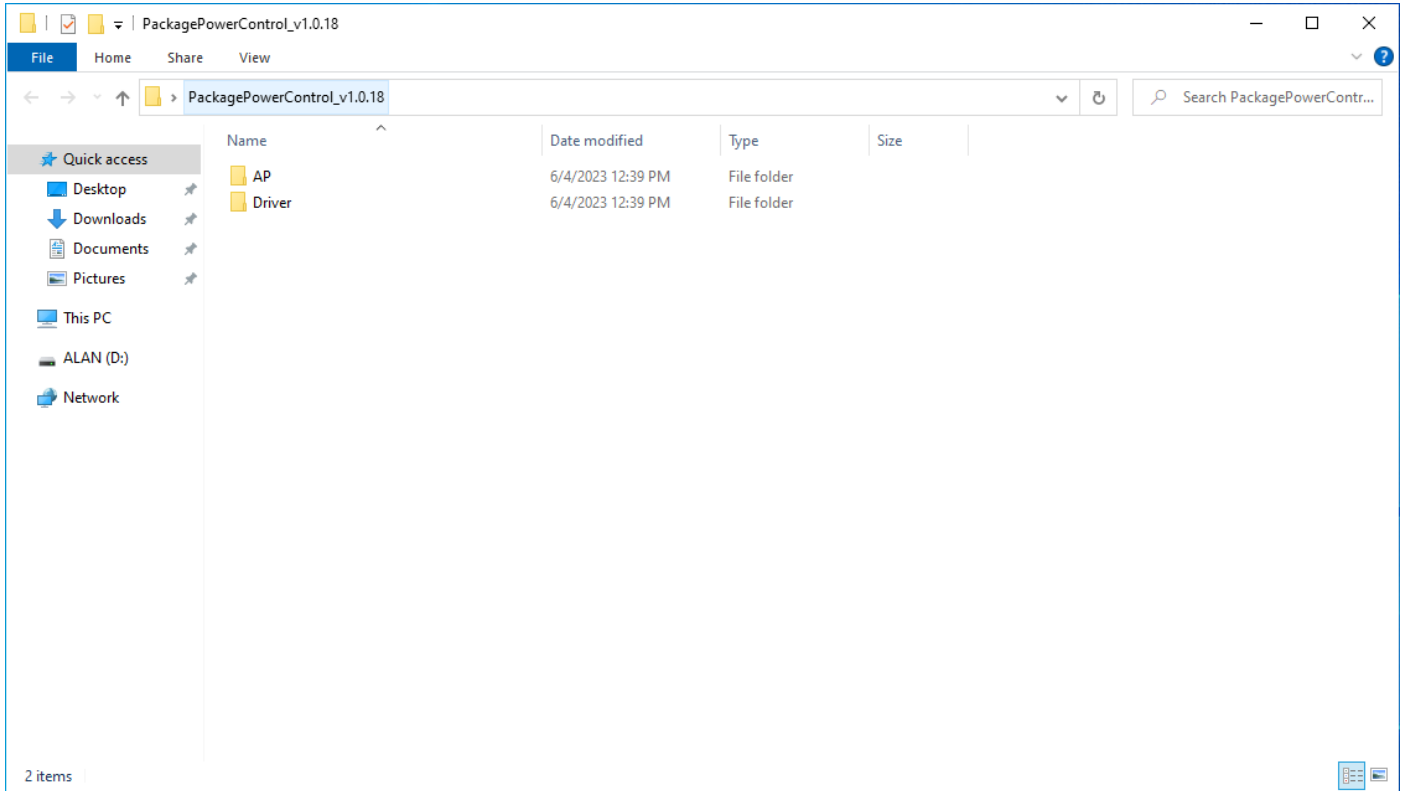 PackagePowerControl_v1.0.18
File Home Share View
PackagePowerControl_v1.0.18
Search PackagePowerContr...
Name Date modified Type Size
Quick access
Desktop
Downloads
Documents
Pictures
This PC
ALAN (D:)
Network
AP 6/4/2023 12:39 PM File folder
Driver 6/4/2023 12:39 PM File folder
2 items